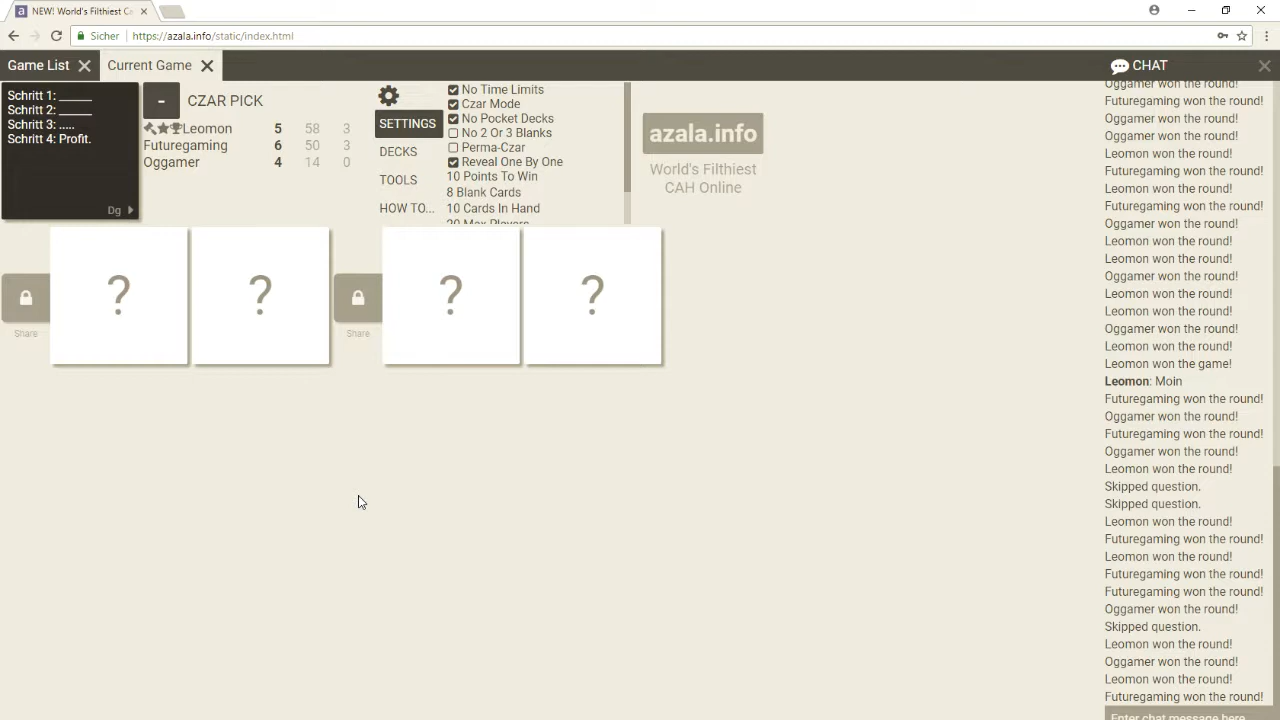 NEW! World's Filthiest C
Sicher
https://azala.info/static/index.html
Game List
Current Game
CHAT
Schritt 1: _____
Schritt 2: _____
Schritt 3: .....
Schritt 4: Profit.
Dg
-
CZAR PICK
Leomon 5 58 3
Futuregaming 6 50 3
Oggamer 4 14 0
SETTINGS
DECKS
TOOLS
HOW TO...
No Time Limits
Czar Mode
No Pocket Decks
No 2 Or 3 Blanks
Perma-Czar
Reveal One By One
10 Points To Win
8 Blank Cards
10 Cards In Hand
20 Max Players
azala.info
World's Filthiest
CAH Online
Share
?
?
Share
?
?
Oggamer won the round!
Futuregaming won the round!
Oggamer won the round!
Oggamer won the round!
Leomon won the round!
Futuregaming won the round!
Leomon won the round!
Futuregaming won the round!
Oggamer won the round!
Leomon won the round!
Leomon won the round!
Oggamer won the round!
Leomon won the round!
Leomon won the round!
Oggamer won the round!
Leomon won the round!
Leomon won the game!
Leomon: Moin
Futuregaming won the round!
Oggamer won the round!
Futuregaming won the round!
Oggamer won the round!
Leomon won the round!
Skipped question.
Skipped question.
Leomon won the round!
Futuregaming won the round!
Leomon won the round!
Futuregaming won the round!
Futuregaming won the round!
Oggamer won the round!
Skipped question.
Leomon won the round!
Oggamer won the round!
Leomon won the round!
Futuregaming won the round!
Enter chat message here